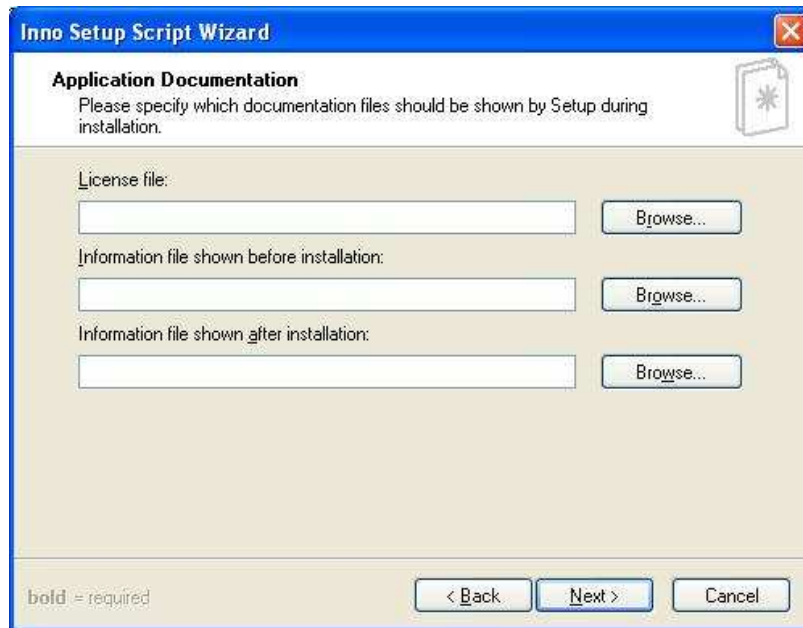 Inno Setup Script Wizard
Application Documentation
Please specify which documentation files should be shown by Setup during
installation.
License file:
Browse...
Information file shown before installation:
Browse...
Information file shown after installation:
Browse...
bold = required
< Back
Next >
Cancel